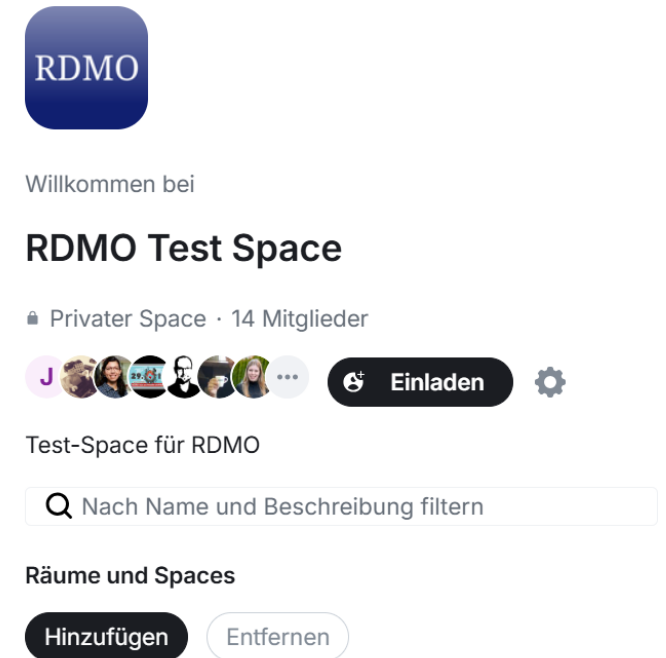 RDMO
Willkommen bei
RDMO Test Space
Privater Space · 14 Mitglieder
J
29.
Einladen
Test-Space für RDMO
Nach Name und Beschreibung filtern
Räume und Spaces
Hinzufügen
Entfernen